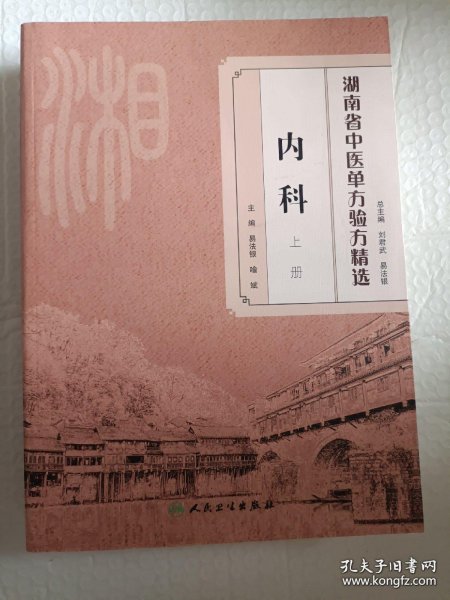 湘
湖南省中医单方验方精选
总主编 刘君武 易法银
内科
上册
主编 易法银 喻斌
人民卫生出版社
孔夫子旧书网
www.kongfz.com